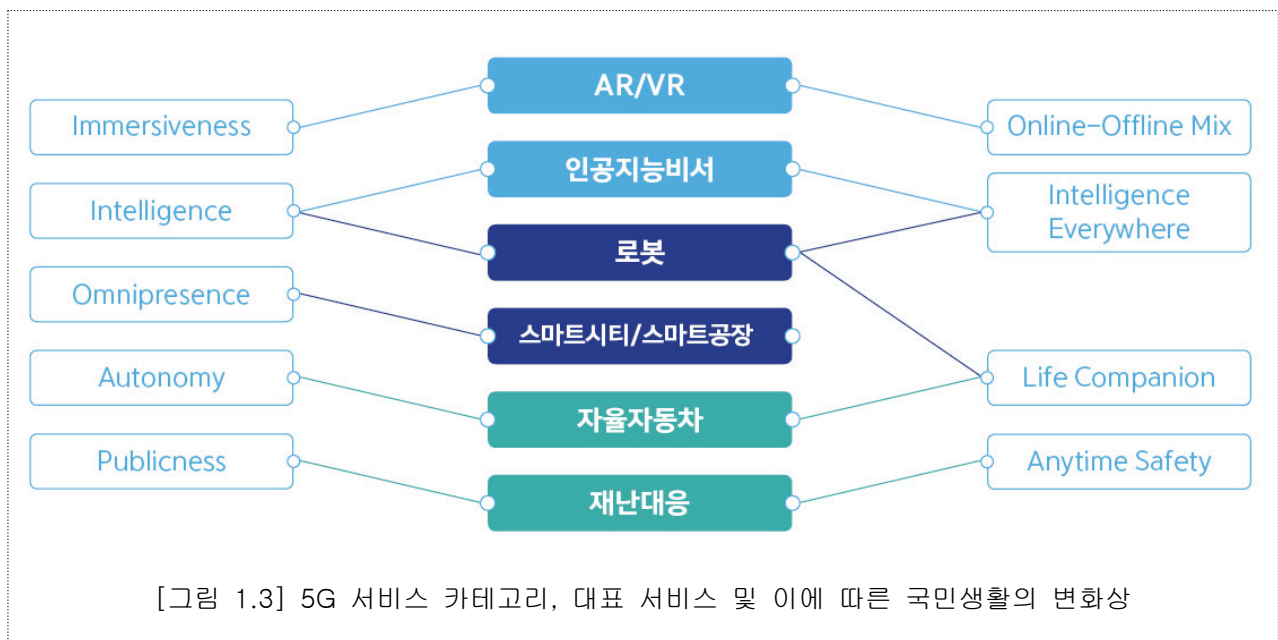 AR/VR
Immersiveness
Online-Offline Mix
인공지능비서
Intelligence
Intelligence
Everywhere
로봇
Omnipresence
스마트시티/스마트공장
Autonomy
Life Companion
자율자동차
Publicness
Anytime Safety
재난대응
[그림 1.3] 5G 서비스 카테고리, 대표 서비스 및 이에 따른 국민생활의 변화상